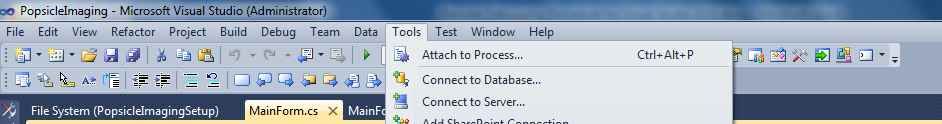 PopsicleImaging - Microsoft Visual Studio (Administrator)
File Edit View Refactor Project Build Debug Team Data Tools Test Window Help
Attach to Process... Ctrl+Alt+P
Connect to Database...
Connect to Server...
File System (PopsicleImagingSetup) MainForm.cs MainFo
Add SharePoint Connection